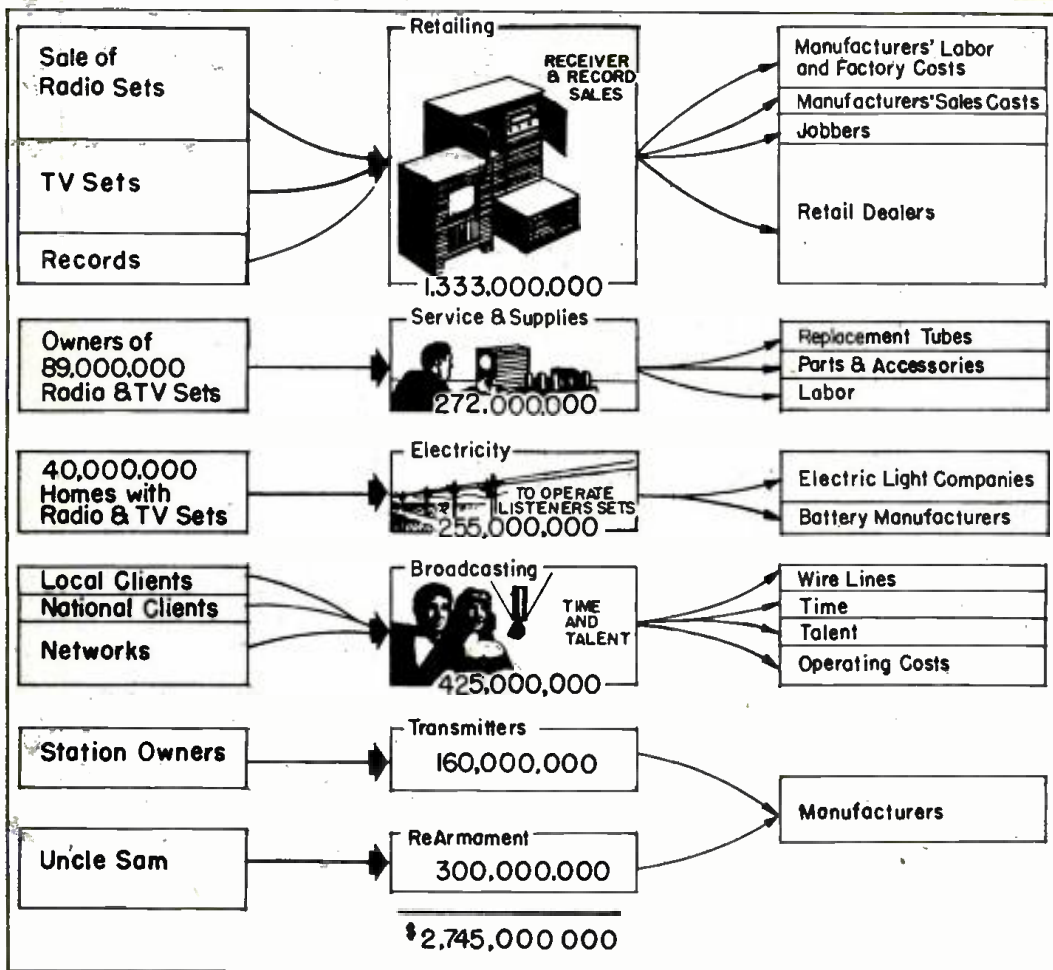 Sale of
Radio Sets
TV Sets
Records
Retailing
RECEIVER
& RECORD
SALES
1.333.000.000
Manufacturers' Labor
and Factory Costs
Manufacturers' Sales Costs
Jobbers
Retail Dealers
Owners of
89.000.000
Radio & TV Sets
Service & Supplies
272.000.000
Replacement Tubes
Parts & Accessories
Labor
40,000.000
Homes with
Radio & TV Sets
Electricity
TO OPERATE
LISTENERS SETS
255,000,000
Electric Light Companies
Battery Manufacturers
Local Clients
National Clients
Networks
Broadcasting
TIME
AND
TALENT
425,000,000
Wire Lines
Time
Talent
Operating Costs
Station Owners
Transmitters
160,000.000
Manufacturers
Uncle Sam
ReArmament
300,000.000
$2,745,000 000